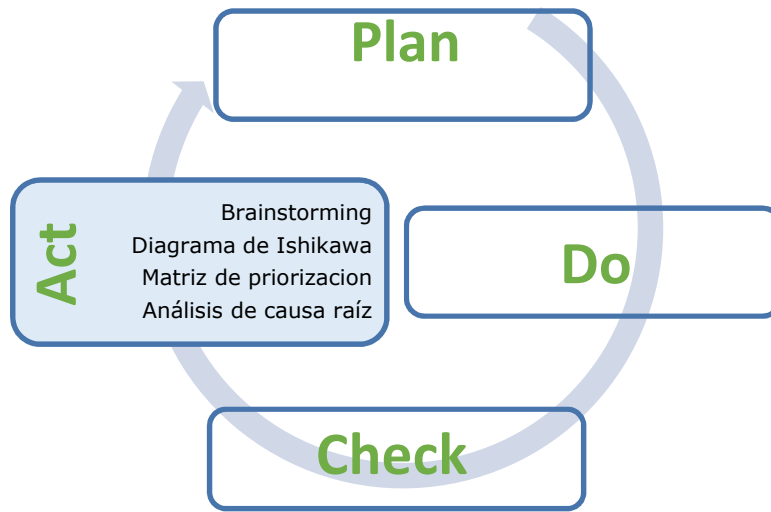 Plan
Do
Check
Act
Brainstorming
Diagrama de Ishikawa
Matriz de priorizacion
Análisis de causa raíz